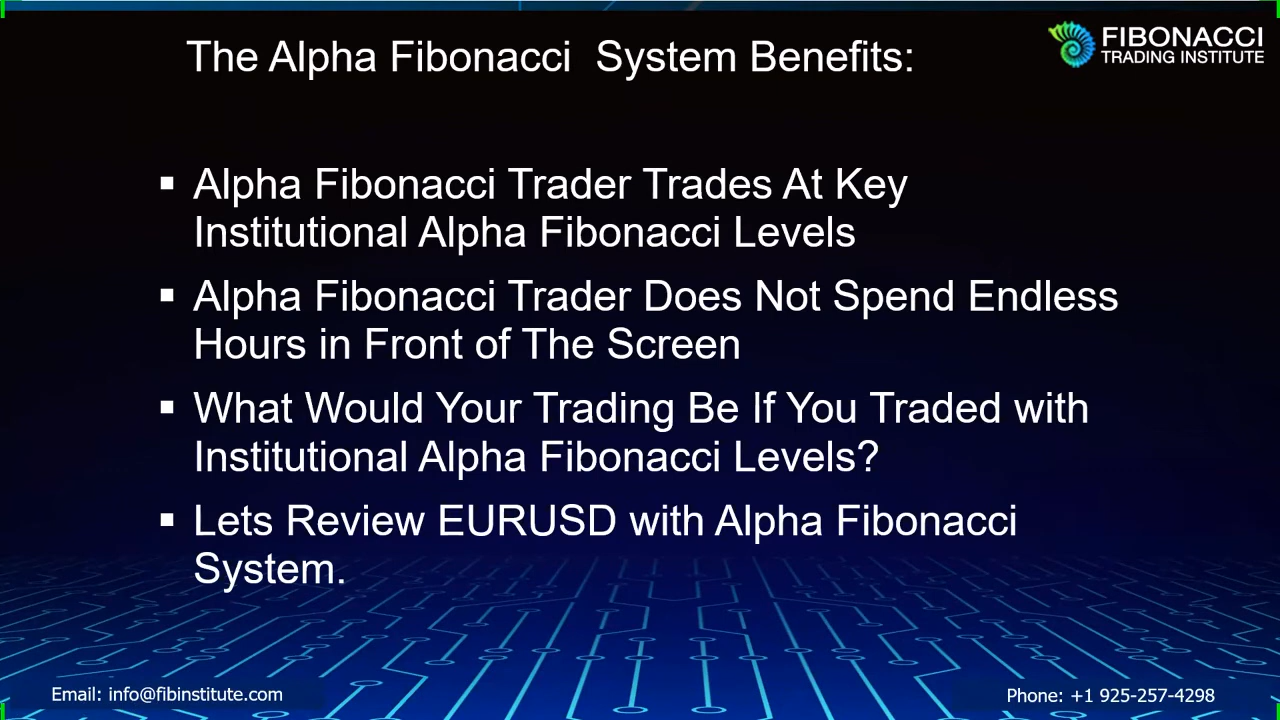 The Alpha Fibonacci  System Benefits:
FIBONACCI
TRADING INSTITUTE
▪ Alpha Fibonacci Trader Trades At Key
Institutional Alpha Fibonacci Levels
▪ Alpha Fibonacci Trader Does Not Spend Endless
Hours in Front of The Screen
▪ What Would Your Trading Be If You Traded with
Institutional Alpha Fibonacci Levels?
▪ Lets Review EURUSD with Alpha Fibonacci
System.
Email: info@fibinstitute.com
Phone: +1 925-257-4298